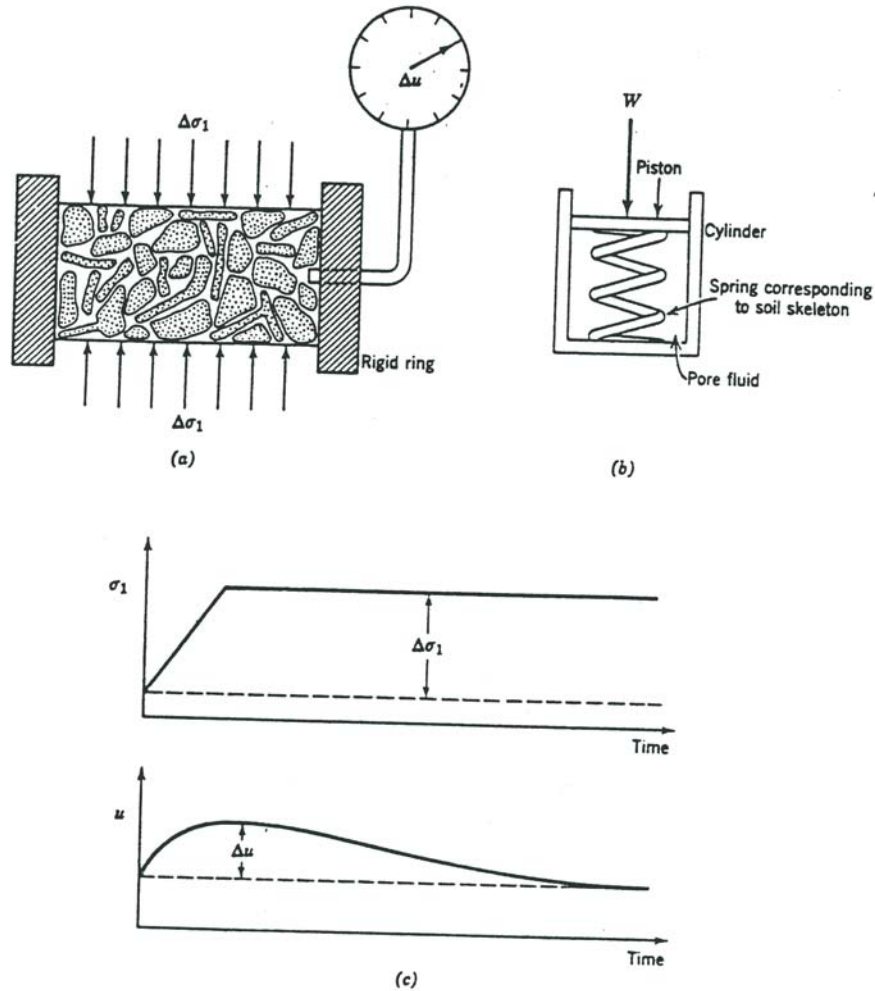 Δu
Δσ₁
W
Piston
Cylinder
Spring corresponding
to soil skeleton
Pore fluid
Rigid ring
Δσ₁
(a)
(b)
σ₁
Δσ₁
Time
u
Δu
Time
(c)